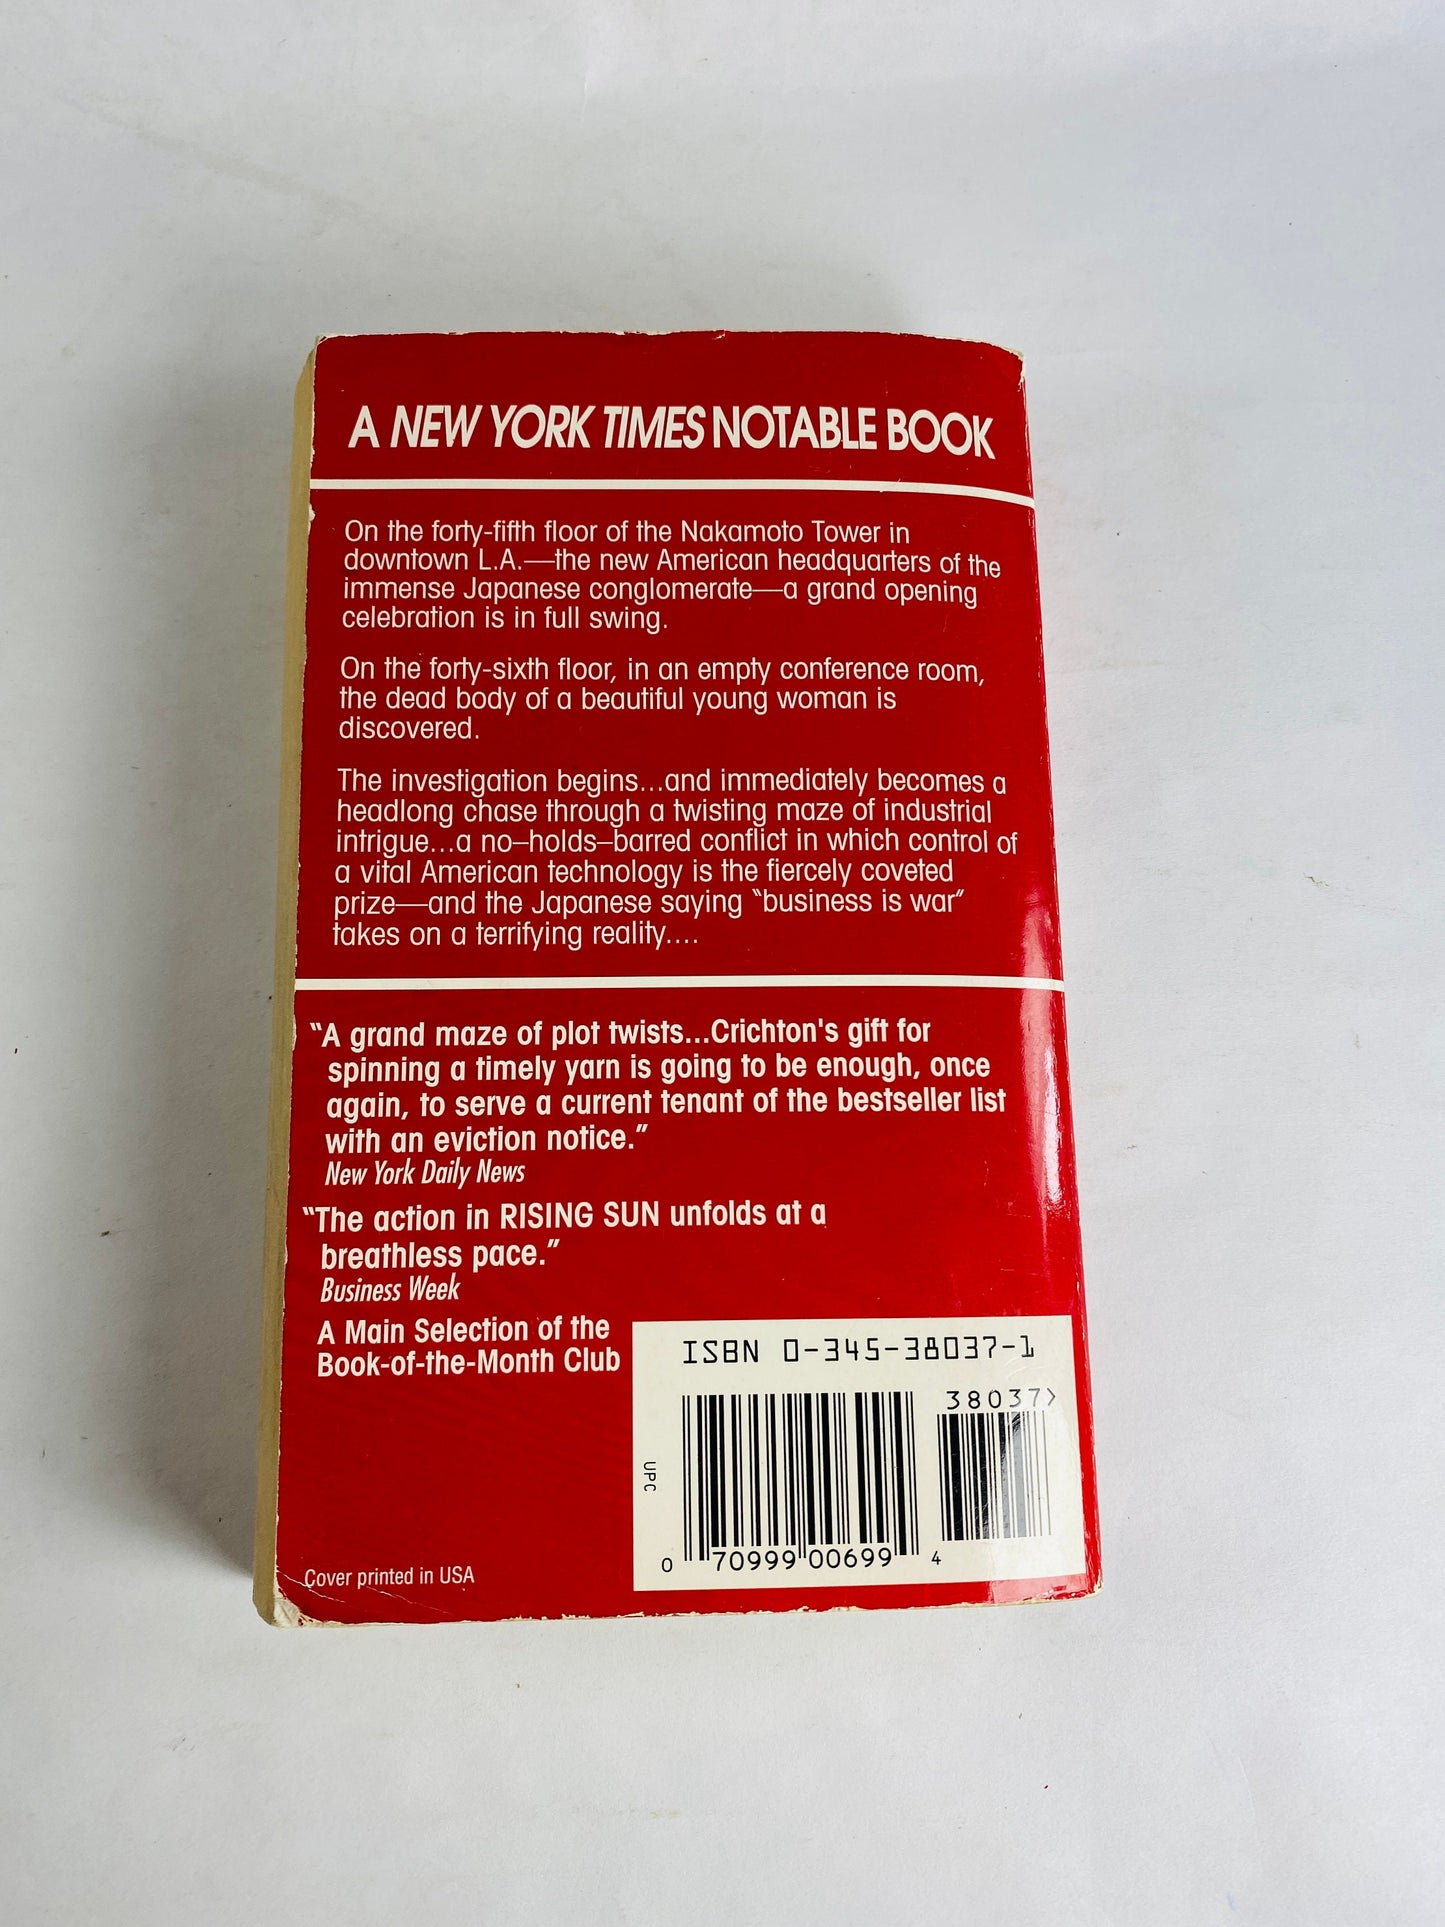 A NEW YORK TIMES NOTABLE BOOK
On the forty-fifth floor of the Nakamoto Tower in
downtown L.A.—the new American headquarters of the
immense Japanese conglomerate—a grand opening
celebration is in full swing.
On the forty-sixth floor, in an empty conference room,
the dead body of a beautiful young woman is
discovered.
The investigation begins...and immediately becomes a
headlong chase through a twisting maze of industrial
intrigue...a no–holds–barred conflict in which control of
a vital American technology is the fiercely coveted
prize—and the Japanese saying “business is war”
takes on a terrifying reality....
“A grand maze of plot twists...Crichton's gift for
spinning a timely yarn is going to be enough, once
again, to serve a current tenant of the bestseller list
with an eviction notice.”
New York Daily News
“The action in RISING SUN unfolds at a
breathless pace.”
Business Week
A Main Selection of the
Book-of-the-Month Club
ISBN 0-345-38037-1
38037>
UPC
0 70999 00699 4
Cover printed in USA